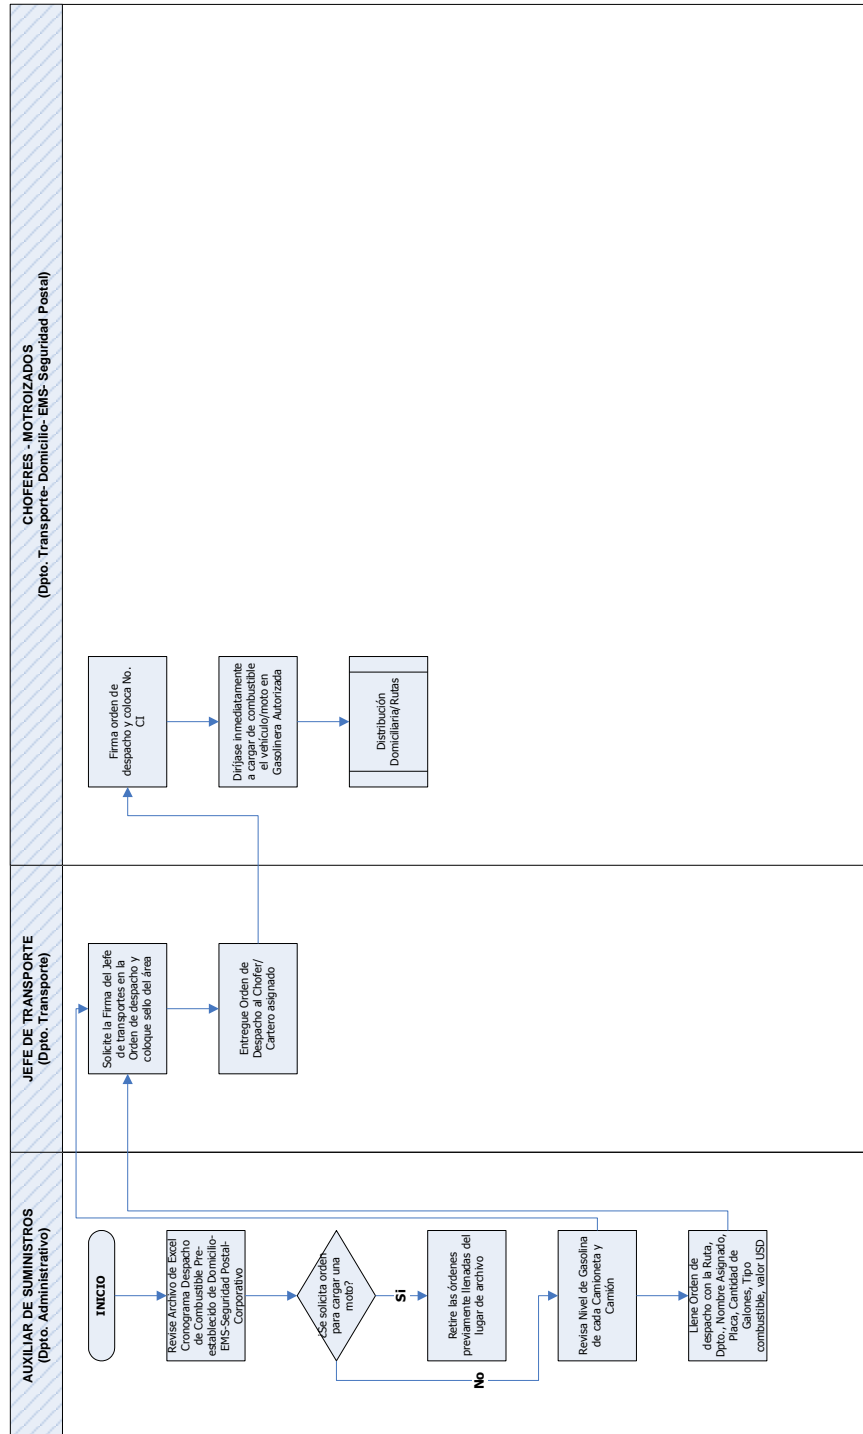 AUXILIAR DE SUMINISTROS
(Dpto. Administrativo)
JEFE DE TRANSPORTE
(Dpto. Transporte)
CHOFERES - MOTROIZADOS
(Dpto. Transporte- Domicilio- EMS- Seguridad Postal)
INICIO
Revise Archivo de Excel
Cronograma Despacho
de Combustible Pre-
establecido de Domicilio-
EMS-Seguridad Postal-
Corporativo
¿Se solicita orden
para cargar una
moto?
Si
No
Retire las órdenes
previamente llenadas del
lugar de archivo
Revisa Nivel de Gasolina
de cada Camioneta y
Camión
Llene Orden de
despacho con la Ruta,
Dpto., Nombre Asignado,
Placa, Cantidad de
Galones, Tipo
combustible, valor USD
Solicite la Firma del Jefe
de transportes en la
Orden de despacho y
coloque sello del área
Entregue Orden de
Despacho al Chofer/
Cartero asignado
Firma orden de
despacho y coloca No.
CI
Diríjase inmediatamente
a cargar de combustible
el vehículo/moto en
Gasolinera Autorizada
Distribución
Domiciliaria/Rutas